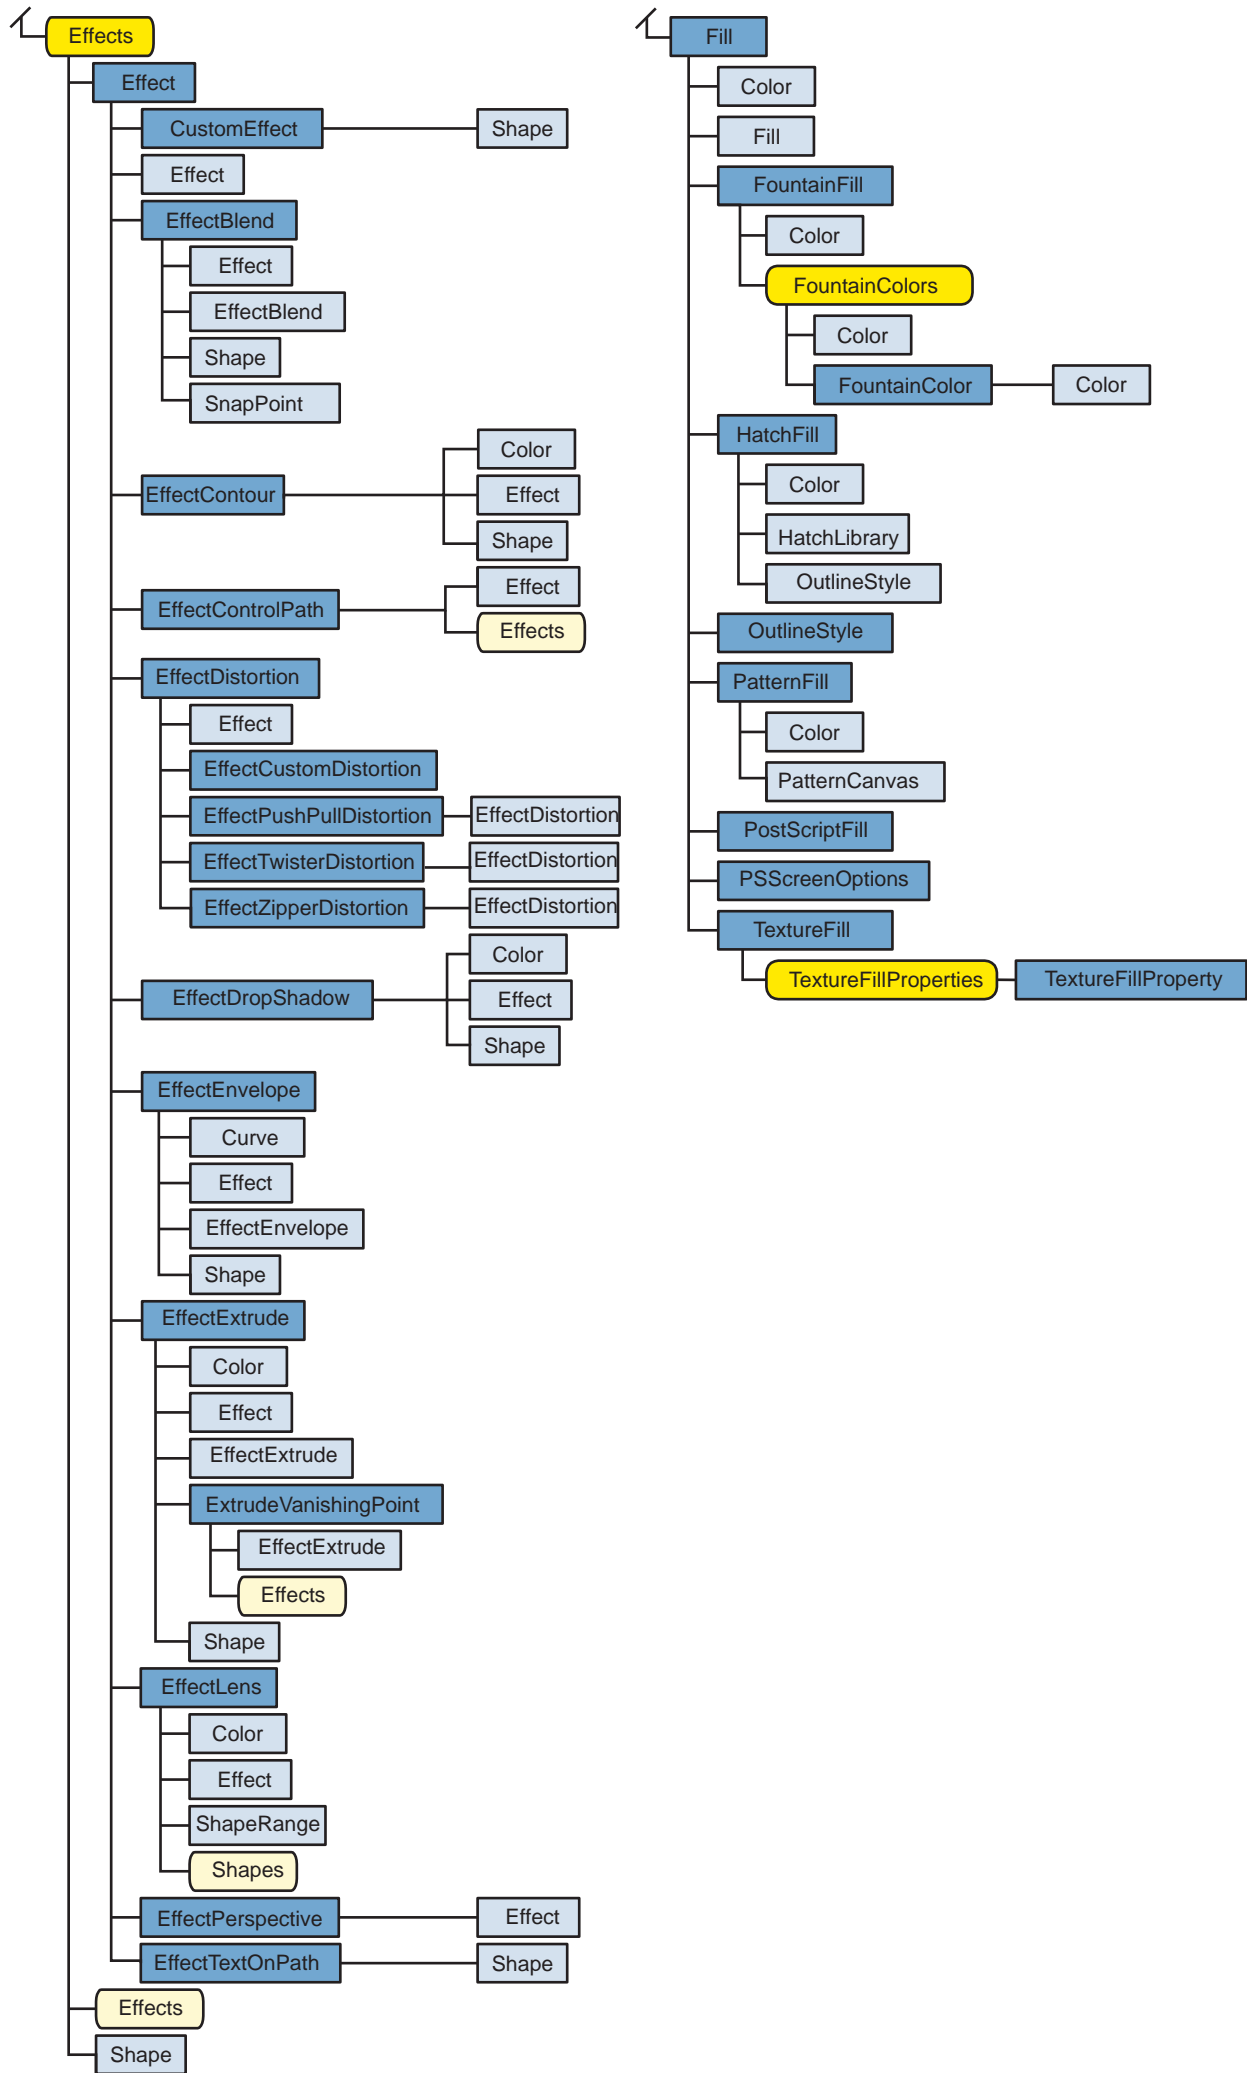 Effects
Effect
CustomEffect
Shape
Effect
EffectBlend
Effect
EffectBlend
Shape
SnapPoint
EffectContour
Color
Effect
Shape
EffectControlPath
Effect
Effects
EffectDistortion
Effect
EffectCustomDistortion
EffectPushPullDistortion
EffectDistortion
EffectTwisterDistortion
EffectDistortion
EffectZipperDistortion
EffectDistortion
EffectDropShadow
Color
Effect
Shape
EffectEnvelope
Curve
Effect
EffectEnvelope
Shape
EffectExtrude
Color
Effect
EffectExtrude
ExtrudeVanishingPoint
EffectExtrude
Effects
Shape
EffectLens
Color
Effect
ShapeRange
Shapes
EffectPerspective
Effect
EffectTextOnPath
Shape
Effects
Shape
Fill
Color
Fill
FountainFill
Color
FountainColors
Color
FountainColor
Color
HatchFill
Color
HatchLibrary
OutlineStyle
OutlineStyle
PatternFill
Color
PatternCanvas
PostScriptFill
PSScreenOptions
TextureFill
TextureFillProperties
TextureFillProperty